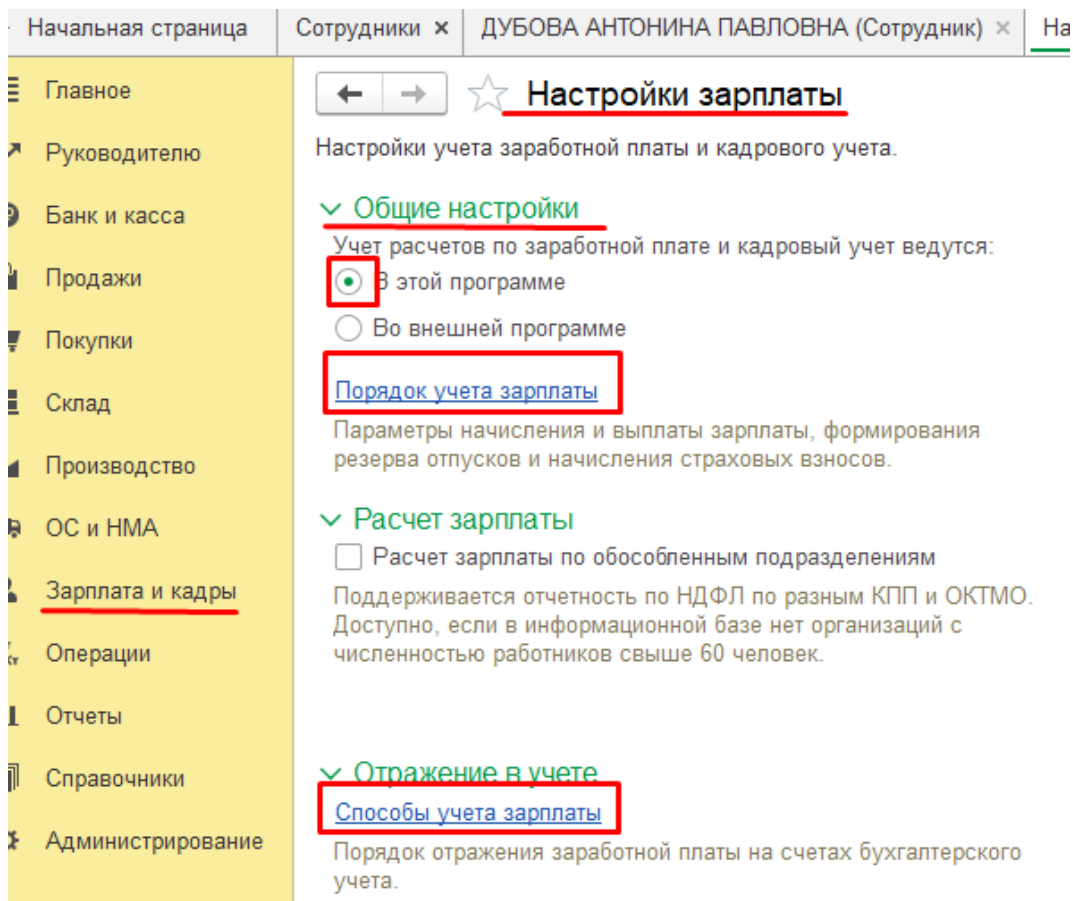 Начальная страница
Сотрудники ×
ДУБОВА АНТОНИНА ПАВЛОВНА (Сотрудник) ×
На
Главное
Руководителю
Банк и касса
Продажи
Покупки
Склад
Производство
ОС и НМА
Зарплата и кадры
Операции
Отчеты
Справочники
Администрирование
Настройки зарплаты
Настройки учета заработной платы и кадрового учета.
Общие настройки
Учет расчетов по заработной плате и кадровый учет ведутся:
В этой программе
Во внешней программе
Порядок учета зарплаты
Параметры начисления и выплаты зарплаты, формирования
резерва отпусков и начисления страховых взносов.
Расчет зарплаты
Расчет зарплаты по обособленным подразделениям
Поддерживается отчетность по НДФЛ по разным КПП и ОКТМО.
Доступно, если в информационной базе нет организаций с
численностью работников свыше 60 человек.
Отражение в учете
Способы учета зарплаты
Порядок отражения заработной платы на счетах бухгалтерского
учета.